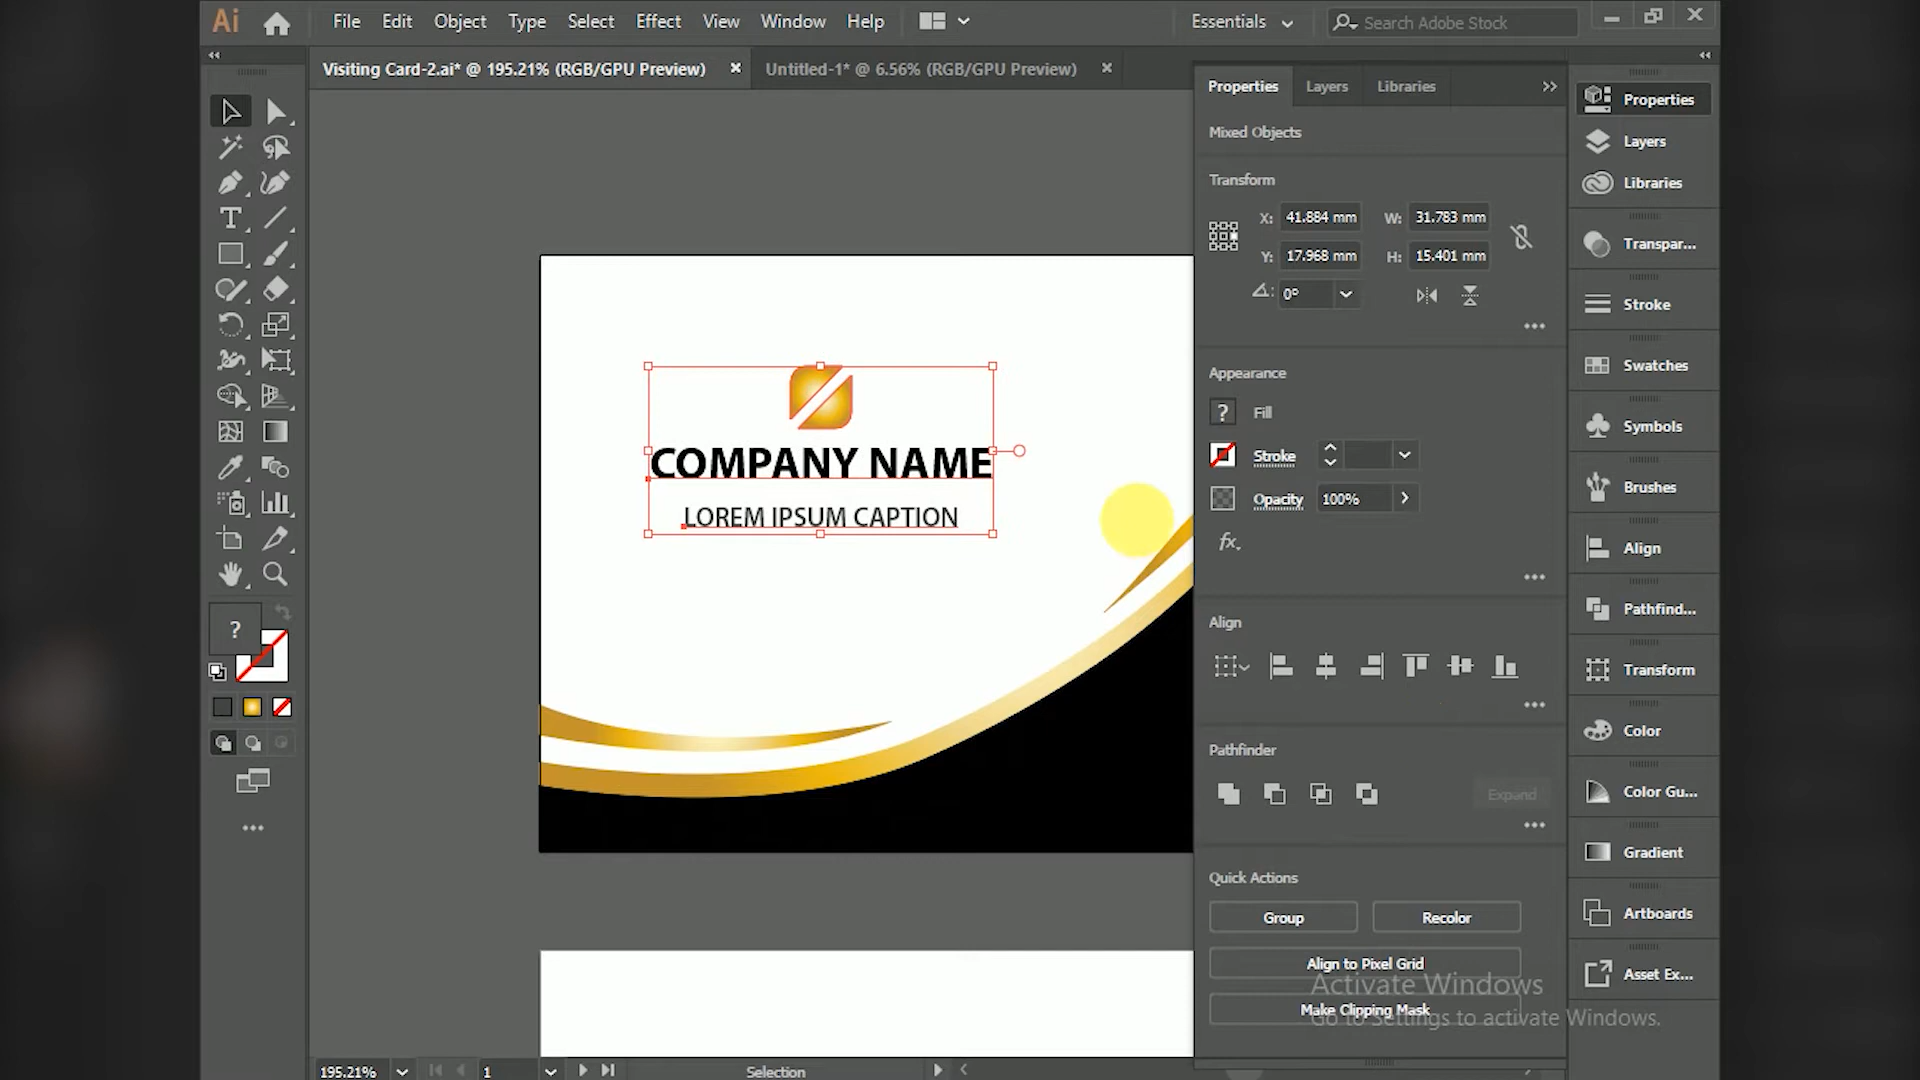 Ai File Edit Object Type Select Effect View Window Help Essentials Search Adobe Stock
Visiting Card-2.ai* @ 195.21% (RGB/GPU Preview) Untitled-1* @ 6.56% (RGB/GPU Preview)
Properties Layers Libraries
Mixed Objects
Transform
X: 41.884 mm W: 31.783 mm
Y: 17.968 mm H: 15.401 mm
0°
Appearance
? Fill
Stroke
Opacity 100%
fx.
Align
Pathfinder
Expand
Quick Actions
Group Recolor
Align to Pixel Grid
Make Clipping Mask
Properties
Layers
Libraries
Transpar...
Stroke
Swatches
Symbols
Brushes
Align
Pathfind...
Transform
Color
Color Gu...
Gradient
Artboards
Asset Ex...
COMPANY NAME
LOREM IPSUM CAPTION
?
Activate Windows
Go to Settings to activate Windows.
195.21% 1 Selection